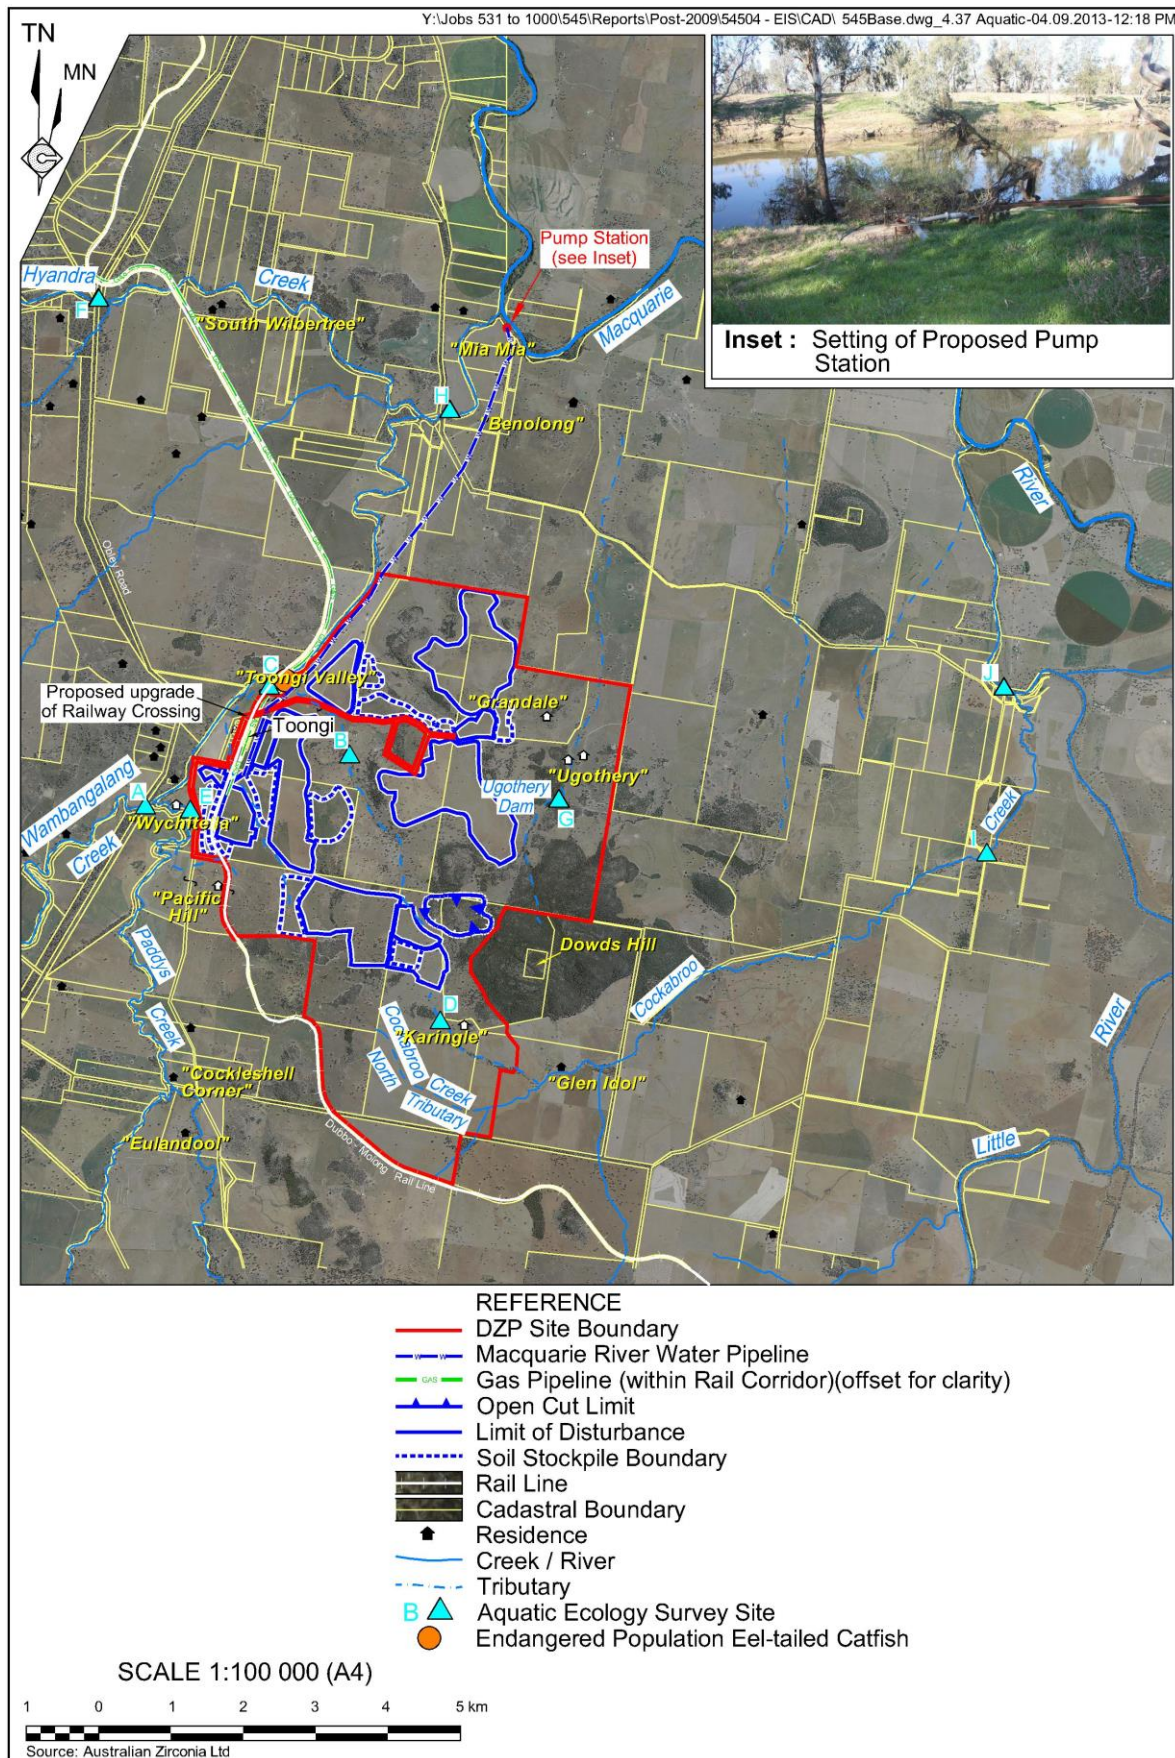 Y:\Jobs 531 to 1000\545\Reports\Post-2009\54504 - EIS\CAD\ 545Base.dwg_4.37 Aquatic-04.09.2013-12:18 PM
TN
MN
Pump Station
(see Inset)
Inset : Setting of Proposed Pump
Station
Hyandra
Creek
F
"South Wilbertree"
Macquarie
"Mia Mia"
H
Benolong"
River
Obley Road
C
"Toongi Valley"
Proposed upgrade
of Railway Crossing
Toongi
"Grandale"
J
B
"Ugothery"
Ugothery
Dam
G
Wambangalang
Creek
A
E
"Wychitella"
Creek
I
"Pacific
Hill"
Dowds Hill
Paddys
Creek
Cockabroo
D
"Karingle"
Cockabroo
Creek
North
Tributary
River
"Glen Idol"
"Cockleshell
Corner"
"Eulandool"
Dubbo - Molong Rail Line
Little
REFERENCE
DZP Site Boundary
W W Macquarie River Water Pipeline
GAS Gas Pipeline (within Rail Corridor)(offset for clarity)
Open Cut Limit
Limit of Disturbance
Soil Stockpile Boundary
Rail Line
Cadastral Boundary
Residence
Creek / River
Tributary
B Aquatic Ecology Survey Site
Endangered Population Eel-tailed Catfish
SCALE 1:100 000 (A4)
1 0 1 2 3 4 5 km
Source: Australian Zirconia Ltd